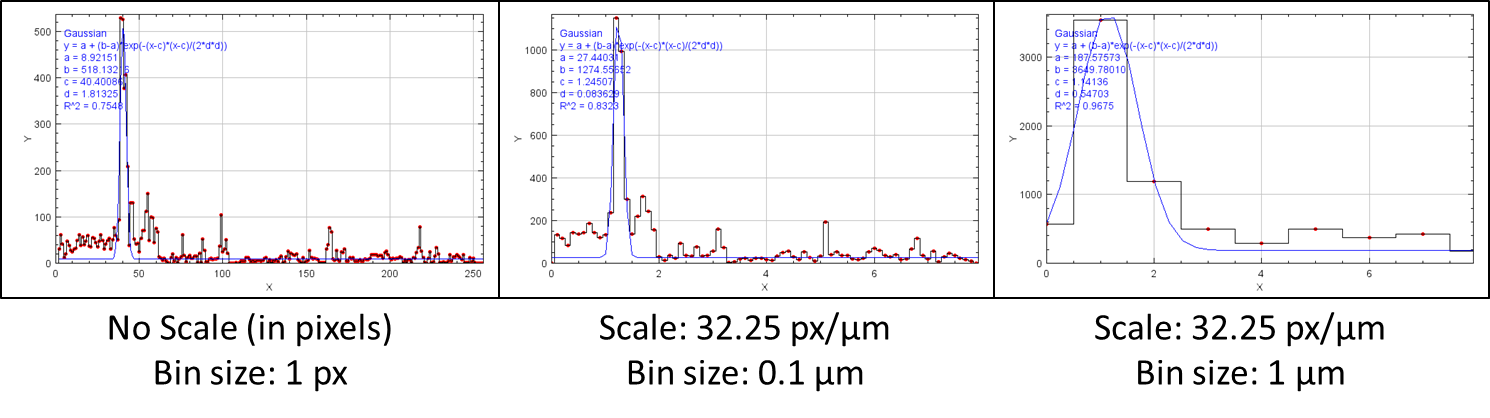 Gaussian
y = a + (b-a)*exp(-(x-c)*(x-c)/(2*d*d))
a = 8.92151
b = 518.132 6
c = 40.40086
d = 1.81325
R^2 = 0.7548
500
400
300
200
100
0
Y
0 50 100 150 200 250
X
Gaussian
y = a + (b-a)*exp(-(x-c)*(x-c)/(2*d*d))
a = 27.44031
b = 1274.55652
c = 1.24507
d = 0.083629
R^2 = 0.8323
1000
800
600
400
200
0
Y
0 2 4 6
X
Gaussian
y = a + (b-a)*exp(-(x-c)*(x-c)/(2*d*d))
a = 187.57573
b = 3649.78010
c = 1.14136
d = 0.54703
R^2 = 0.9675
3000
2000
1000
0
Y
0 2 4 6
X
No Scale (in pixels)
Bin size: 1 px
Scale: 32.25 px/µm
Bin size: 0.1 µm
Scale: 32.25 px/µm
Bin size: 1 µm